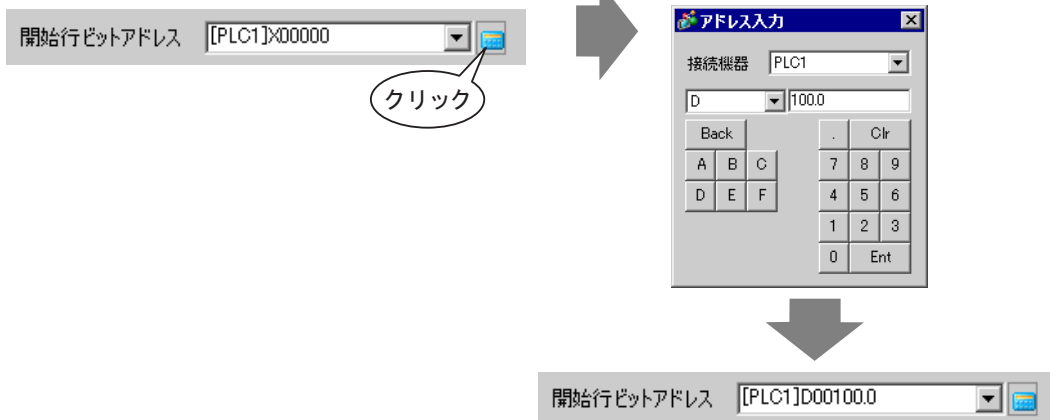 開始行ビットアドレス [PLC1]X00000
クリック
アドレス入力
接続機器 PLC1
D 100.0
Back . Clr
A B C 7 8 9
D E F 4 5 6
1 2 3
0 Ent
開始行ビットアドレス [PLC1]D00100.0